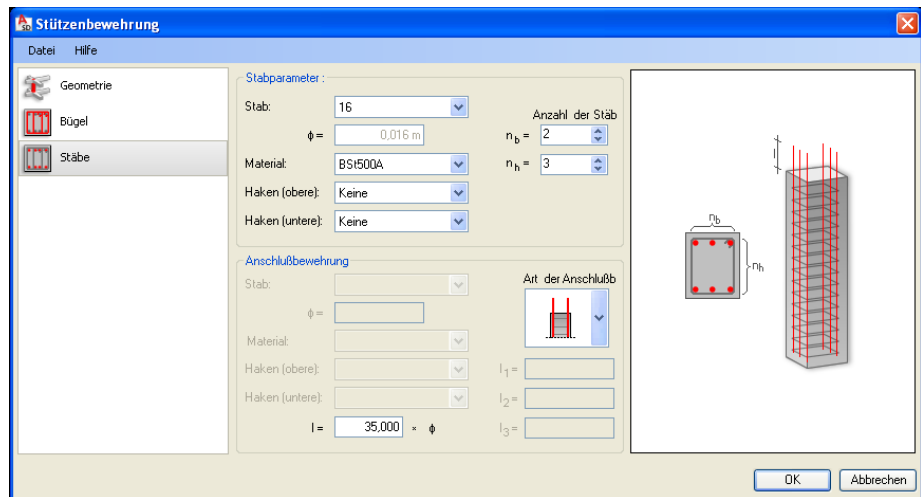 Stützenbewehrung
Datei Hilfe
Geometrie
Bügel
Stäbe
Stabparameter :
Stab: 16
ϕ = 0,016 m
Material: BSt500A
Haken (obere): Keine
Haken (untere): Keine
Anzahl der Stäb
n_b = 2
n_h = 3
Anschlußbewehrung
Stab:
ϕ =
Material:
Haken (obere):
Haken (untere):
l = 35,000 × ϕ
Art der Anschlußb
l_1 =
l_2 =
l_3 =
n_b
n_h
l
OK Abbrechen